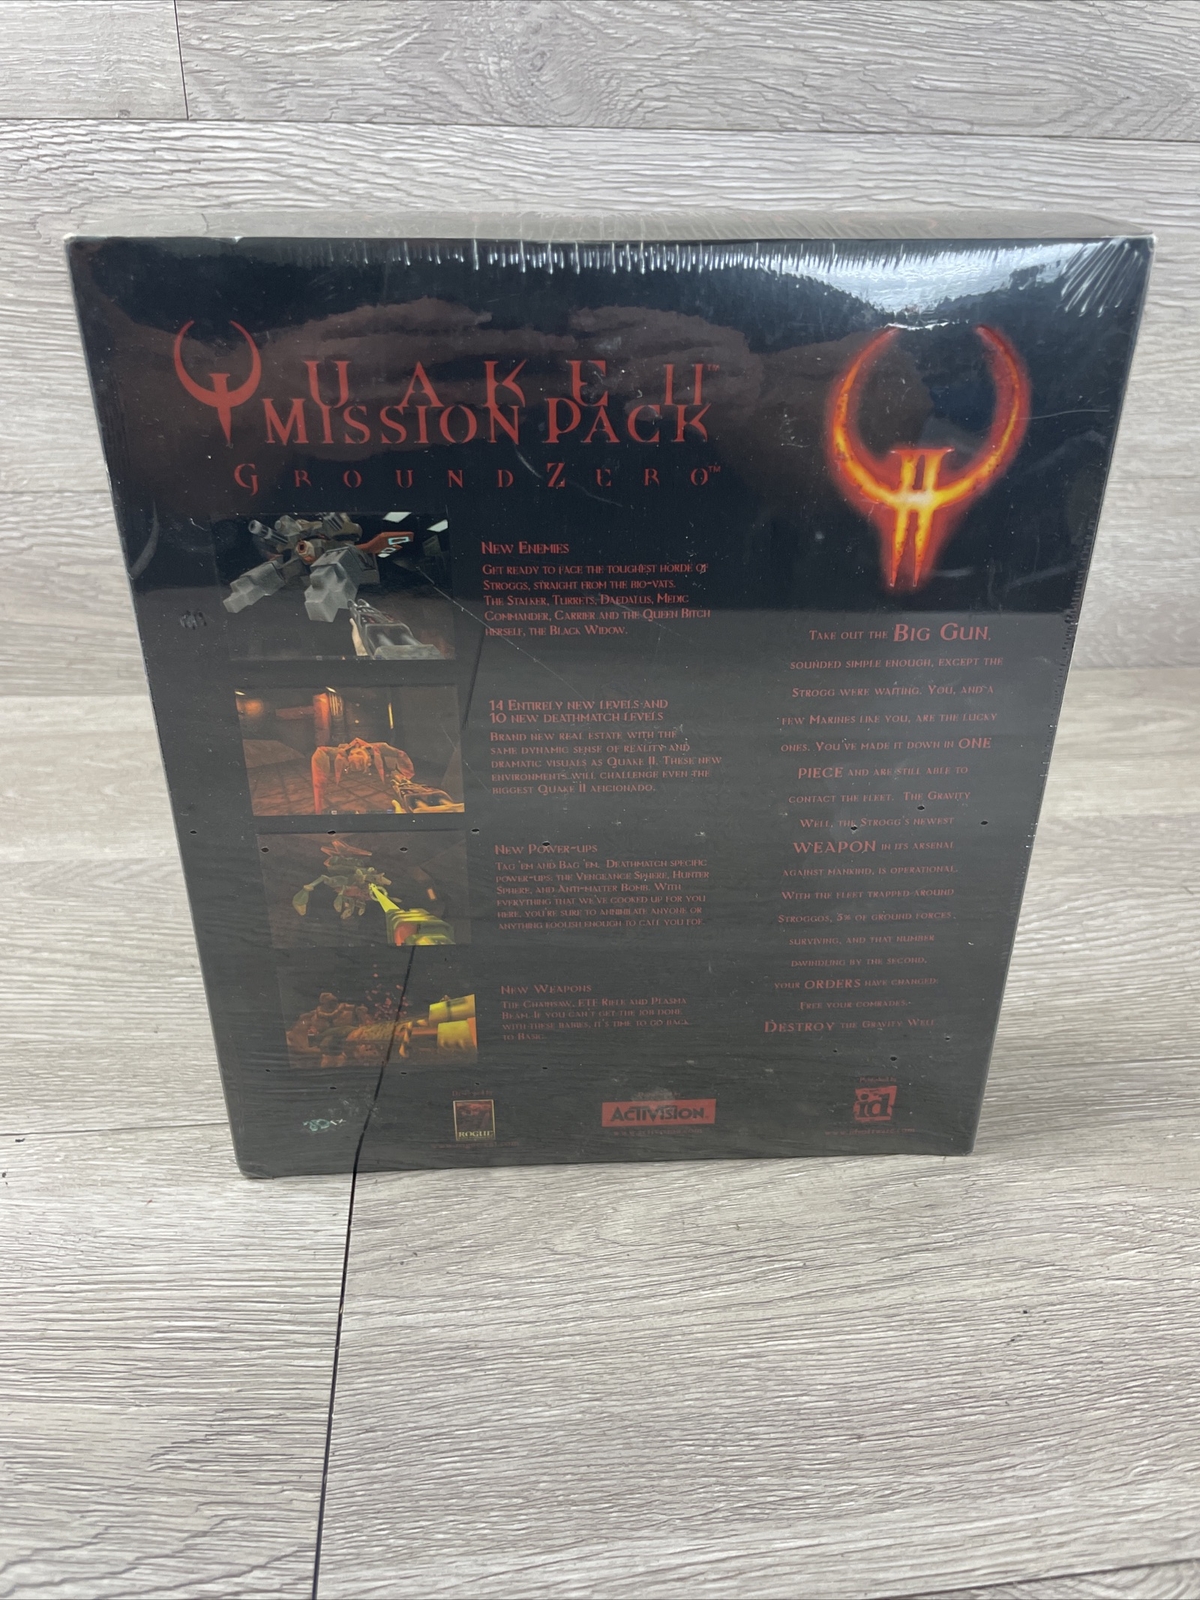 QUAKE II™
MISSION PACK
GROUND ZERO™
NEW ENEMIES
GET READY TO FACE THE TOUGHEST HORDE OF
STROGGS, STRAIGHT FROM THE BIO-VATS.
THE STALKER, TURRETS, DAEDALUS, MEDIC
COMMANDER, CARRIER AND THE QUEEN BITCH
HERSELF, THE BLACK WIDOW.
14 ENTIRELY NEW LEVELS AND
10 NEW DEATHMATCH LEVELS
BRAND NEW REAL ESTATE WITH THE
SAME DYNAMIC SENSE OF REALITY AND
DRAMATIC VISUALS AS QUAKE II. THESE NEW
ENVIRONMENTS WILL CHALLENGE EVEN THE
BIGGEST QUAKE II AFICIONADO.
NEW POWER-UPS
TAG 'EM AND BAG 'EM. DEATHMATCH-SPECIFIC
POWER-UPS: THE VENGEANCE SPHERE, HUNTER
SPHERE, AND ANTI-MATTER BOMB. WITH
EVERYTHING THAT WE'VE COOKED UP FOR YOU
HERE, YOU'RE SURE TO ANNIHILATE ANYONE OR
ANYTHING FOOLISH ENOUGH TO CALL YOU FOE.
NEW WEAPONS
THE CHAINSAW, ETF RIFLE AND PLASMA
BEAM. IF YOU CAN'T GET THE JOB DONE
WITH THESE BABIES, IT'S TIME TO GO BACK
TO BASIC.
II
TAKE OUT THE BIG GUN.
SOUNDED SIMPLE ENOUGH, EXCEPT THE
STROGG WERE WAITING. YOU, AND A
FEW MARINES LIKE YOU, ARE THE LUCKY
ONES. YOU'VE MADE IT DOWN IN ONE
PIECE AND ARE STILL ABLE TO
CONTACT THE FLEET. THE GRAVITY
WELL, THE STROGG'S NEWEST
WEAPON IN ITS ARSENAL
AGAINST MANKIND, IS OPERATIONAL.
WITH THE FLEET TRAPPED AROUND
STROGGOS, 3% OF GROUND FORCES
SURVIVING, AND THAT NUMBER
DWINDLING BY THE SECOND,
YOUR ORDERS HAVE CHANGED:
FREE YOUR COMRADES.
DESTROY THE GRAVITY WELL.
ROGUE
ACTIVISION
id